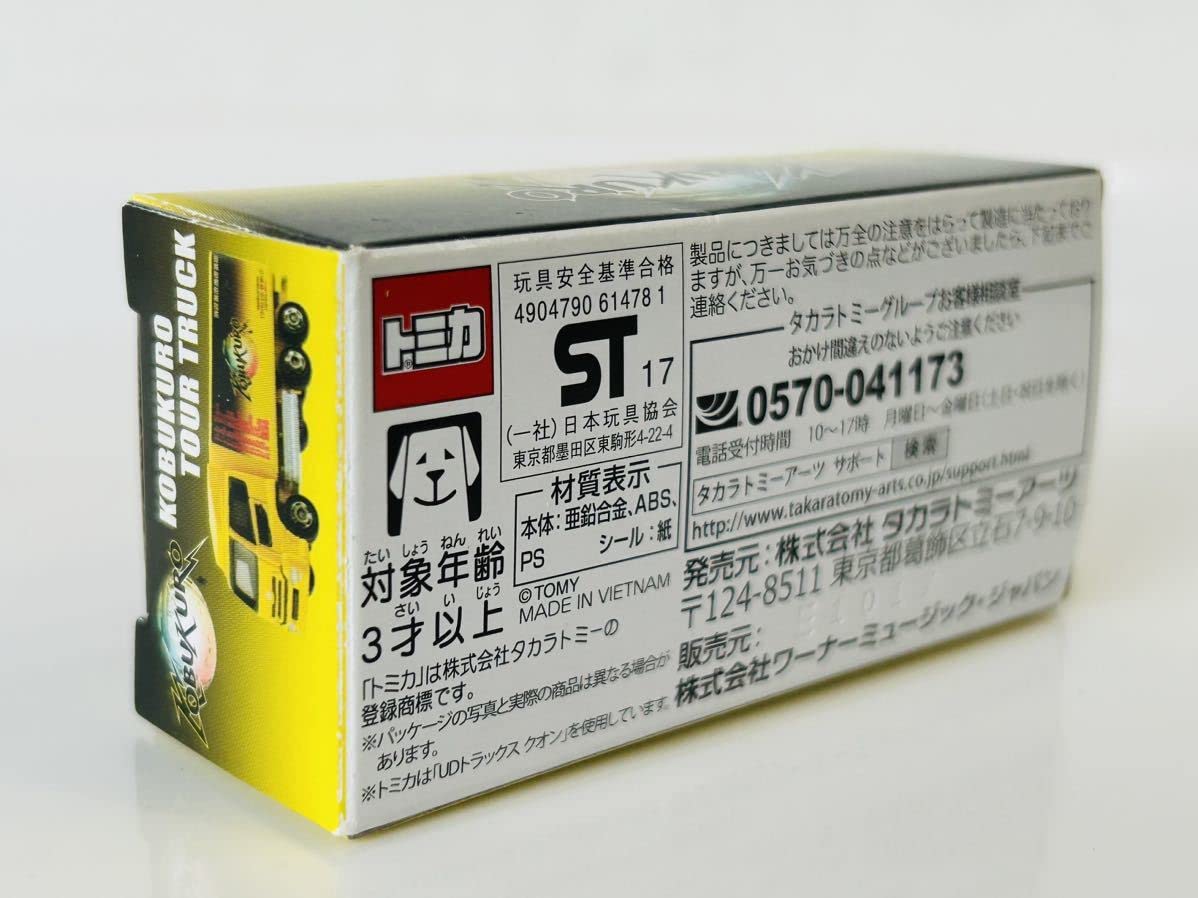 KOBUKURO
TOUR TRUCK
KOBUKURO
KOBUKURO
トミカ®
玩具安全基準合格
4904790 61478 1
ST 17
(一社)日本玩具協会
東京都墨田区東駒形4-22-4
たい しょう ねん れい
対象年齢
さい い じょう
3才以上
材質表示
本体:亜鉛合金、ABS、
PS シール:紙
©TOMY
MADE IN VIETNAM
「トミカ」は株式会社タカラトミーの
登録商標です。
※パッケージの写真と実際の商品は異なる場合が
あります。
※トミカは「UDトラックス クオン」を使用しています。
製品につきましては万全の注意をはらって製造に当たっており
ますが、万一お気づきの点などがございましたら、下記までご
連絡ください。
タカラトミーグループお客様相談室
おかけ間違えのないようご注意ください
0570-041173
電話受付時間 10〜17時 月曜日〜金曜日(土日・祝日を除く)
タカラトミーアーツ サポート 検索
http://www.takaratomy-arts.co.jp/support.html
発売元:株式会社 タカラトミーアーツ
〒124-8511 東京都葛飾区立石7-9-10
販売元:
株式会社ワーナーミュージック・ジャパン